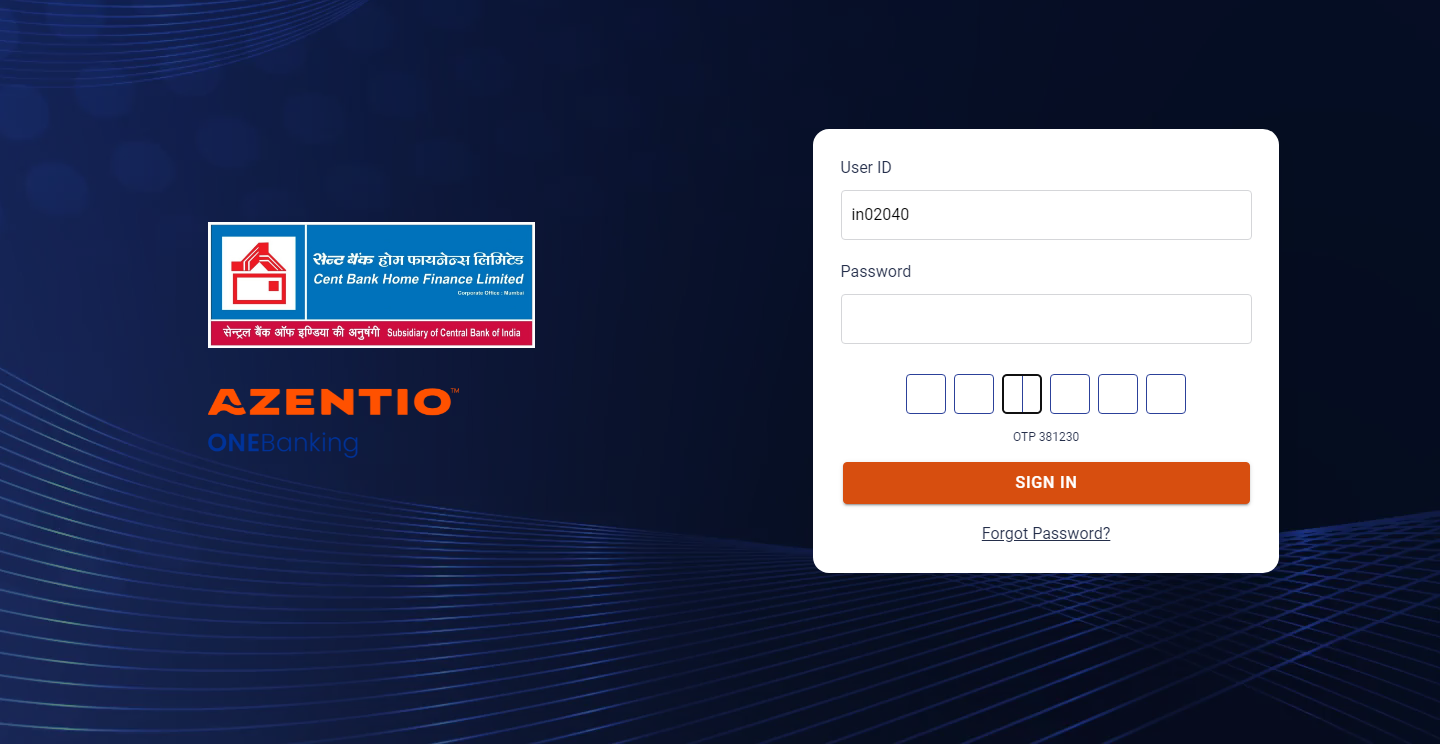 सेन्ट बैंक होम फायनेन्स लिमिटेड
Cent Bank Home Finance Limited
Corporate Office : Mumbai
सेन्ट्रल बैंक ऑफ इण्डिया की अनुषंगी Subsidiary of Central Bank of India
AZENTIO™
ONEBanking
User ID
in02040
Password
OTP 381230
SIGN IN
Forgot Password?